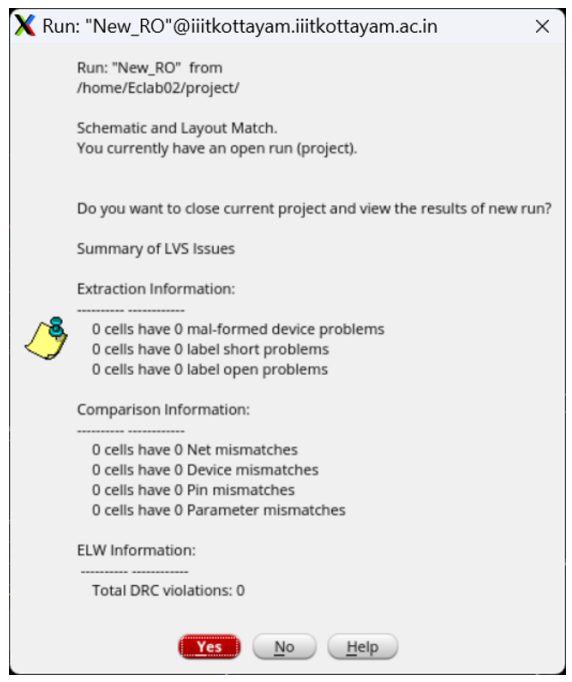 Run: "New_RO"@iiitkottayam.iiitkottayam.ac.in
Run: "New_RO" from
/home/Eclab02/project/
Schematic and Layout Match.
You currently have an open run (project).
Do you want to close current project and view the results of new run?
Summary of LVS Issues
Extraction Information:
---------- ------------
0 cells have 0 mal-formed device problems
0 cells have 0 label short problems
0 cells have 0 label open problems
Comparison Information:
---------- ------------
0 cells have 0 Net mismatches
0 cells have 0 Device mismatches
0 cells have 0 Pin mismatches
0 cells have 0 Parameter mismatches
ELW Information:
---------- ------------
Total DRC violations: 0
Yes No Help